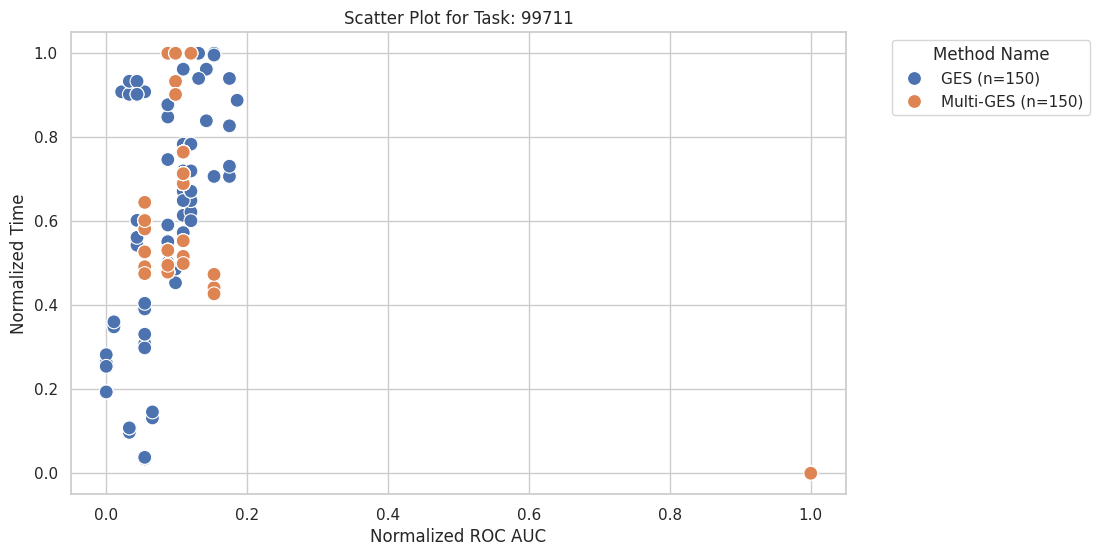 Scatter Plot for Task: 99711
Normalized Time
1.0
0.8
0.6
0.4
0.2
0.0
0.0 0.2 0.4 0.6 0.8 1.0
Normalized ROC AUC
Method Name
GES (n=150)
Multi-GES (n=150)